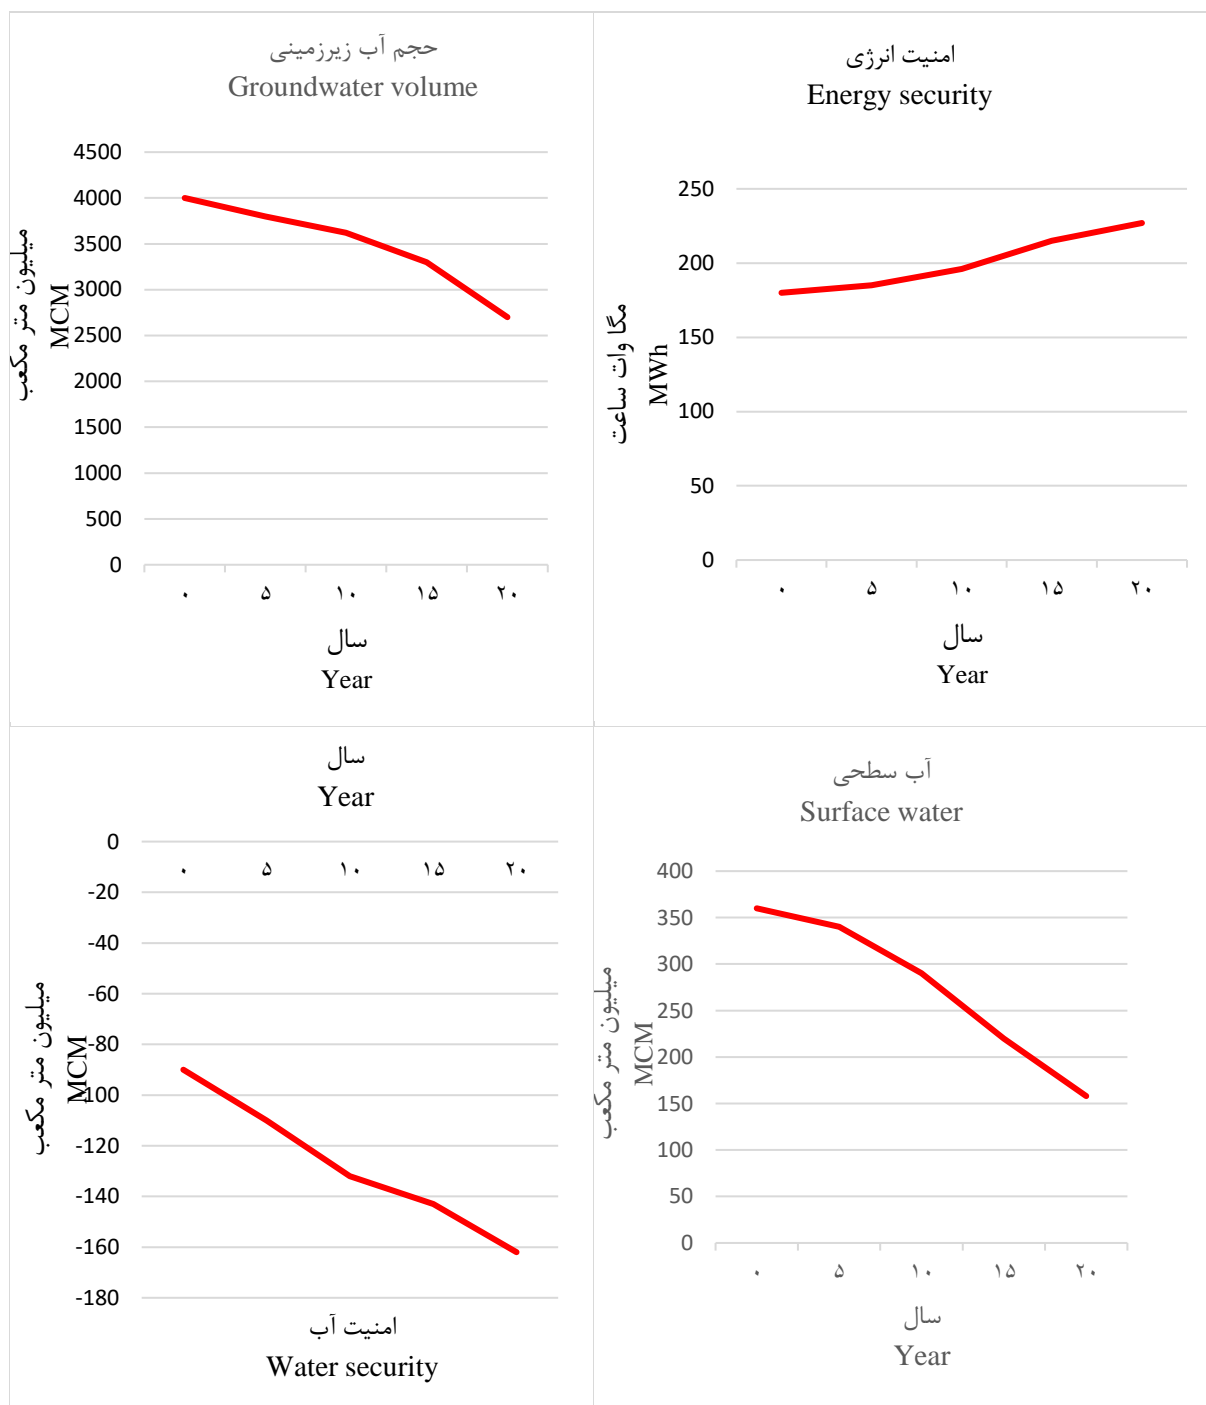 حجم آب زیرزمینی
Groundwater volume
میلیون متر مکعب
MCM
4500
4000
3500
3000
2500
2000
1500
1000
500
0
۰ ۵ ۱۰ ۱۵ ۲۰
سال
Year
امنیت انرژی
Energy security
مگا وات ساعت
MWh
250
200
150
100
50
0
۰ ۵ ۱۰ ۱۵ ۲۰
سال
Year
سال
Year
میلیون متر مکعب
MCM
0
۰ ۵ ۱۰ ۱۵ ۲۰
-20
-40
-60
-80
-100
-120
-140
-160
-180
امنیت آب
Water security
آب سطحی
Surface water
میلیون متر مکعب
MCM
400
350
300
250
200
150
100
50
0
۰ ۵ ۱۰ ۱۵ ۲۰
سال
Year